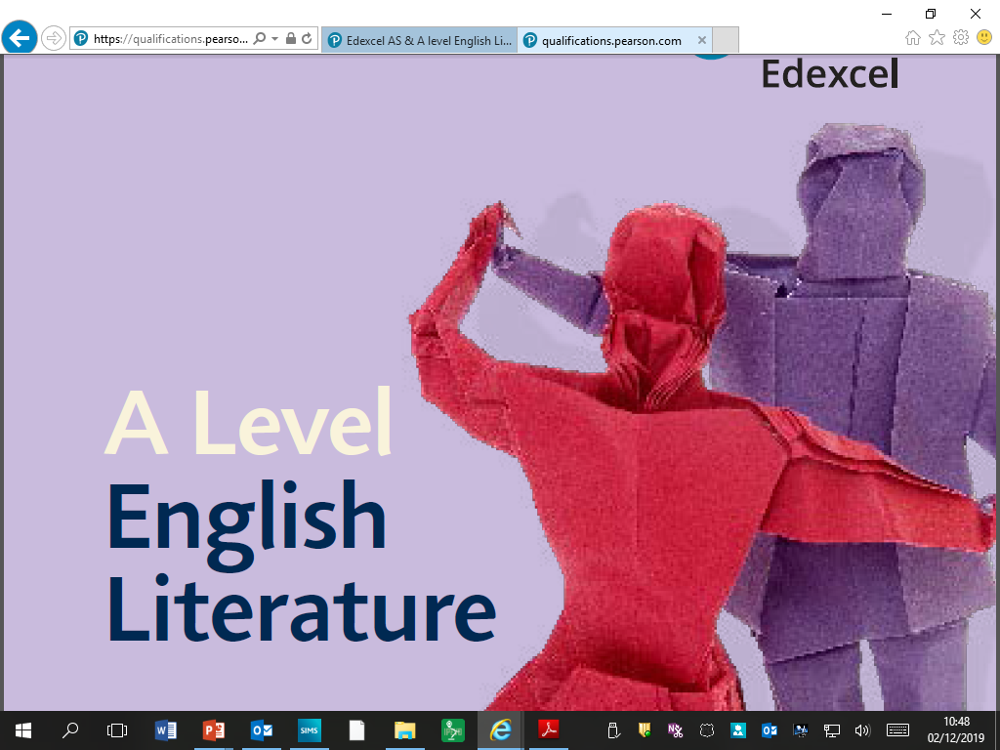 https://qualifications.pearso...
Edexcel AS & A level English Li...
qualifications.pearson.com
Edexcel
A Level
English
Literature
SIMS
10:48
02/12/2019